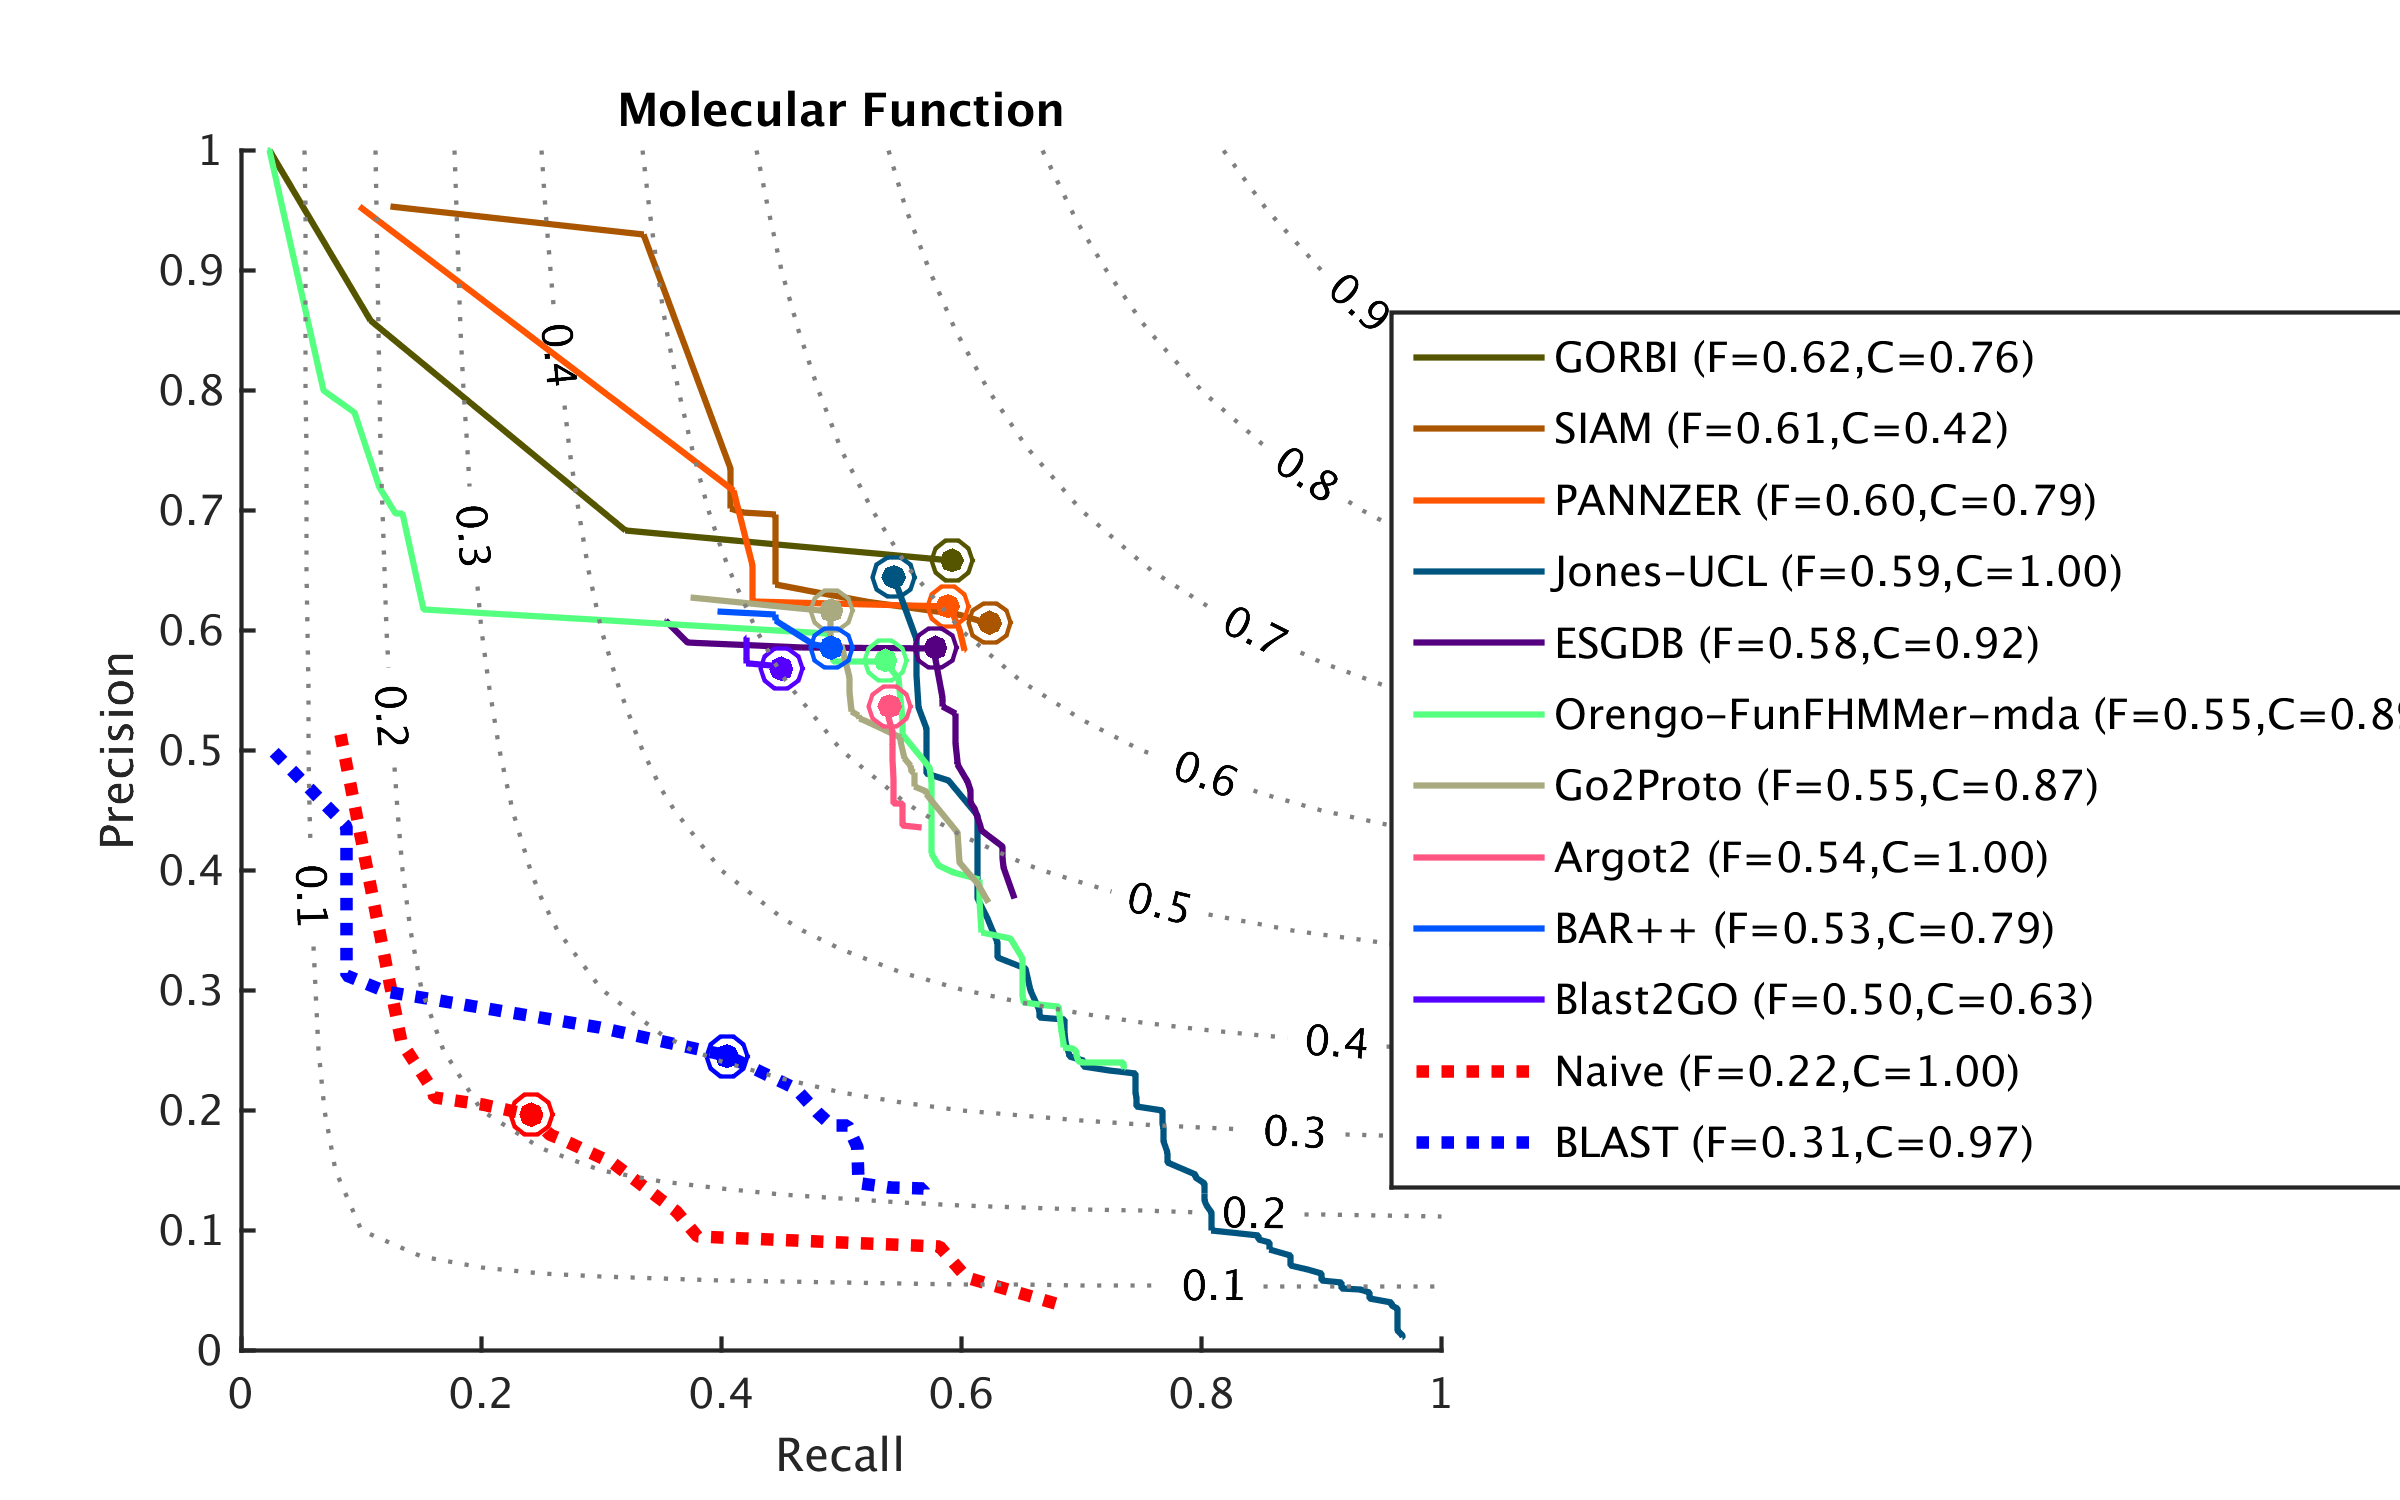 Molecular Function
1
0.9
0.8
0.7
0.6
0.5
0.4
0.3
0.2
0.1
0
Precision
0 0.2 0.4 0.6 0.8 1
Recall
0.1
0.2
0.3
0.4
0.9
0.8
0.7
0.6
0.5
0.4
0.3
0.2
0.1
GORBI (F=0.62,C=0.76)
SIAM (F=0.61,C=0.42)
PANNZER (F=0.60,C=0.79)
Jones-UCL (F=0.59,C=1.00)
ESGDB (F=0.58,C=0.92)
Orengo-FunFHMMer-mda (F=0.55,C=0.89
Go2Proto (F=0.55,C=0.87)
Argot2 (F=0.54,C=1.00)
BAR++ (F=0.53,C=0.79)
Blast2GO (F=0.50,C=0.63)
Naive (F=0.22,C=1.00)
BLAST (F=0.31,C=0.97)